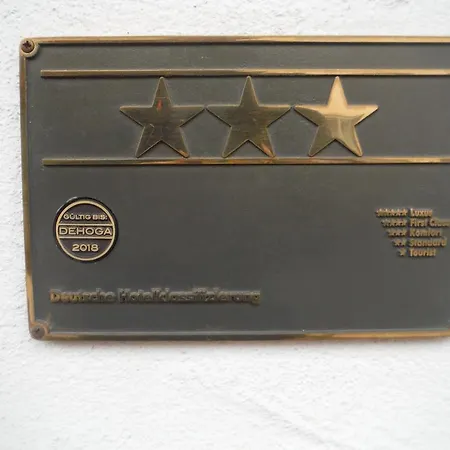 GÜLTIG BIS:
DEHOGA
2018
★★★★★ Luxus
★★★★ First Class
★★★ Komfort
★★ Standard
★ Tourist
Deutsche Hotelklassifizierung